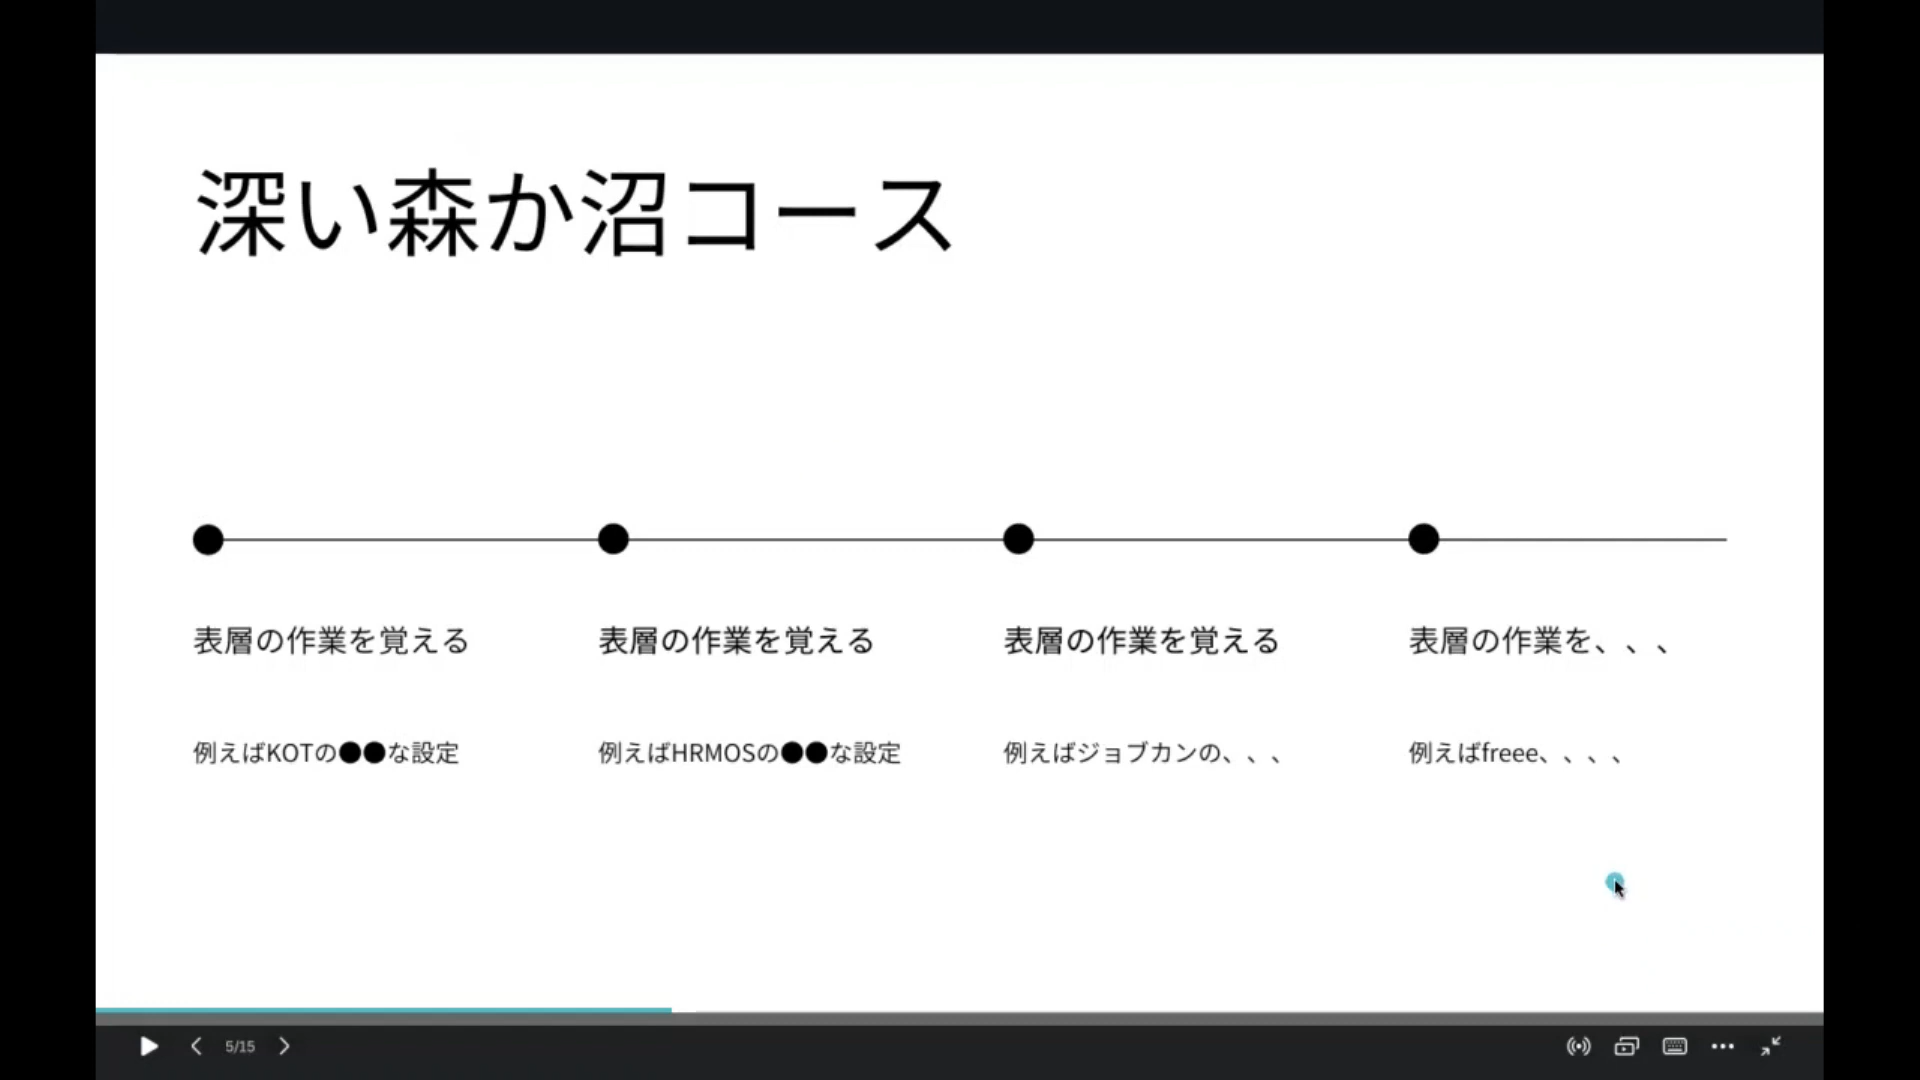 深い森か沼コース
表層の作業を覚える
表層の作業を覚える
表層の作業を覚える
表層の作業を、、、
例えばKOTの●●な設定
例えばHRMOSの●●な設定
例えばジョブカンの、、、
例えばfreee、、、、
5/15